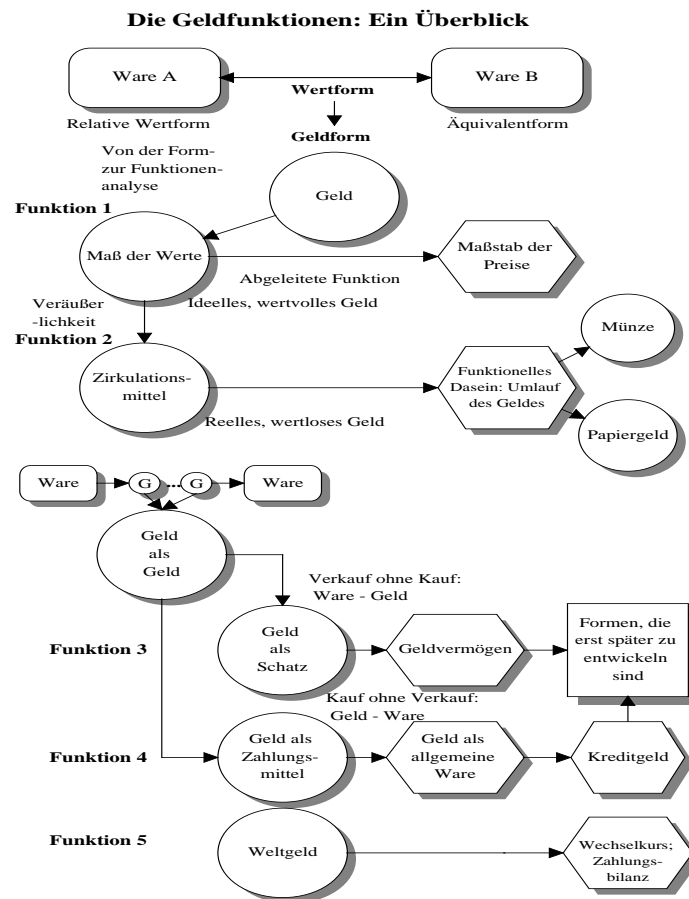 Die Geldfunktionen: Ein Überblick
Ware A
Ware B
Wertform
Relative Wertform
Äquivalentform
Geldform
Von der Form-
zur Funktionen-
analyse
Geld
Funktion 1
Maß der Werte
Maßstab der
Preise
Abgeleitete Funktion
Ideelles, wertvolles Geld
Veräußer
-lichkeit
Funktion 2
Münze
Zirkulations-
mittel
Funktionelles
Dasein: Umlauf
des Geldes
Reelles, wertloses Geld
Papiergeld
Ware
G
...
G
Ware
Geld
als
Geld
Verkauf ohne Kauf:
Ware - Geld
Funktion 3
Geld
als
Schatz
Geldvermögen
Formen, die
erst später zu
entwickeln
sind
Kauf ohne Verkauf:
Geld - Ware
Funktion 4
Geld als
Zahlungs-
mittel
Geld als
allgemeine
Ware
Kreditgeld
Funktion 5
Weltgeld
Wechselkurs;
Zahlungs-
bilanz